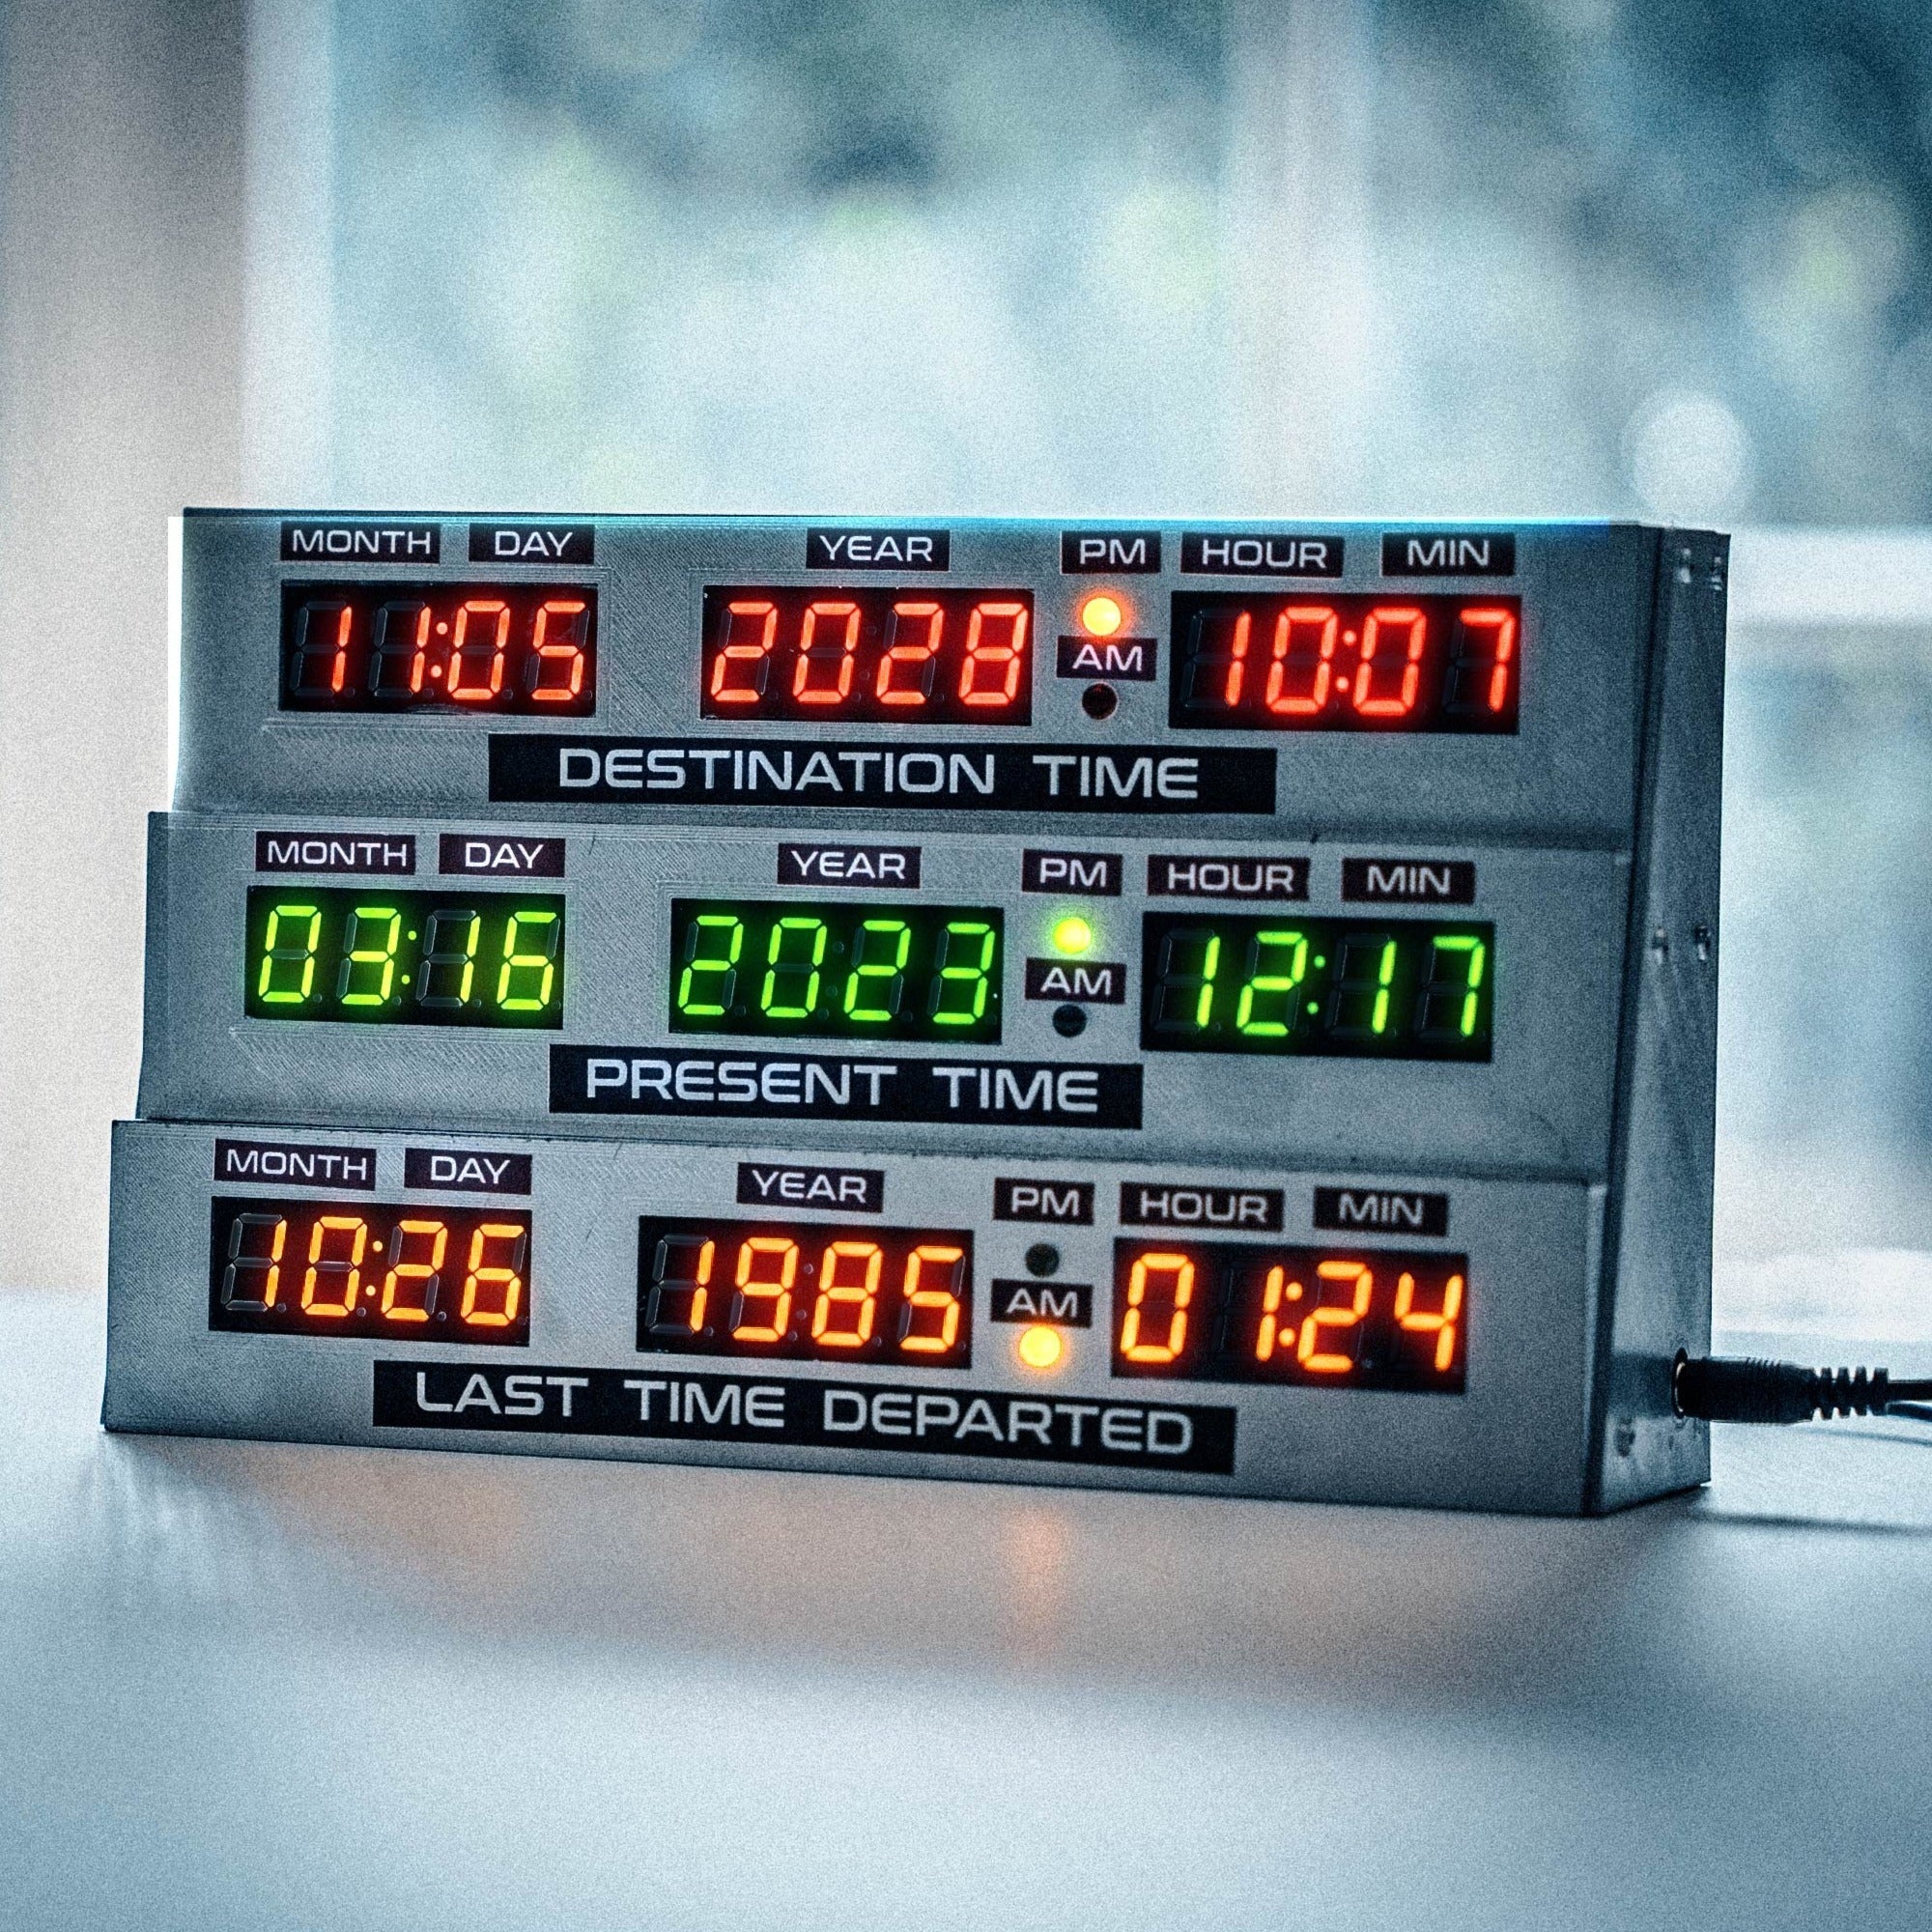 MONTH DAY YEAR PM HOUR MIN
11:05 2028 AM 10:07
DESTINATION TIME
MONTH DAY YEAR PM HOUR MIN
03:16 2023 AM 12:17
PRESENT TIME
MONTH DAY YEAR PM HOUR MIN
10:26 1985 AM 01:24
LAST TIME DEPARTED